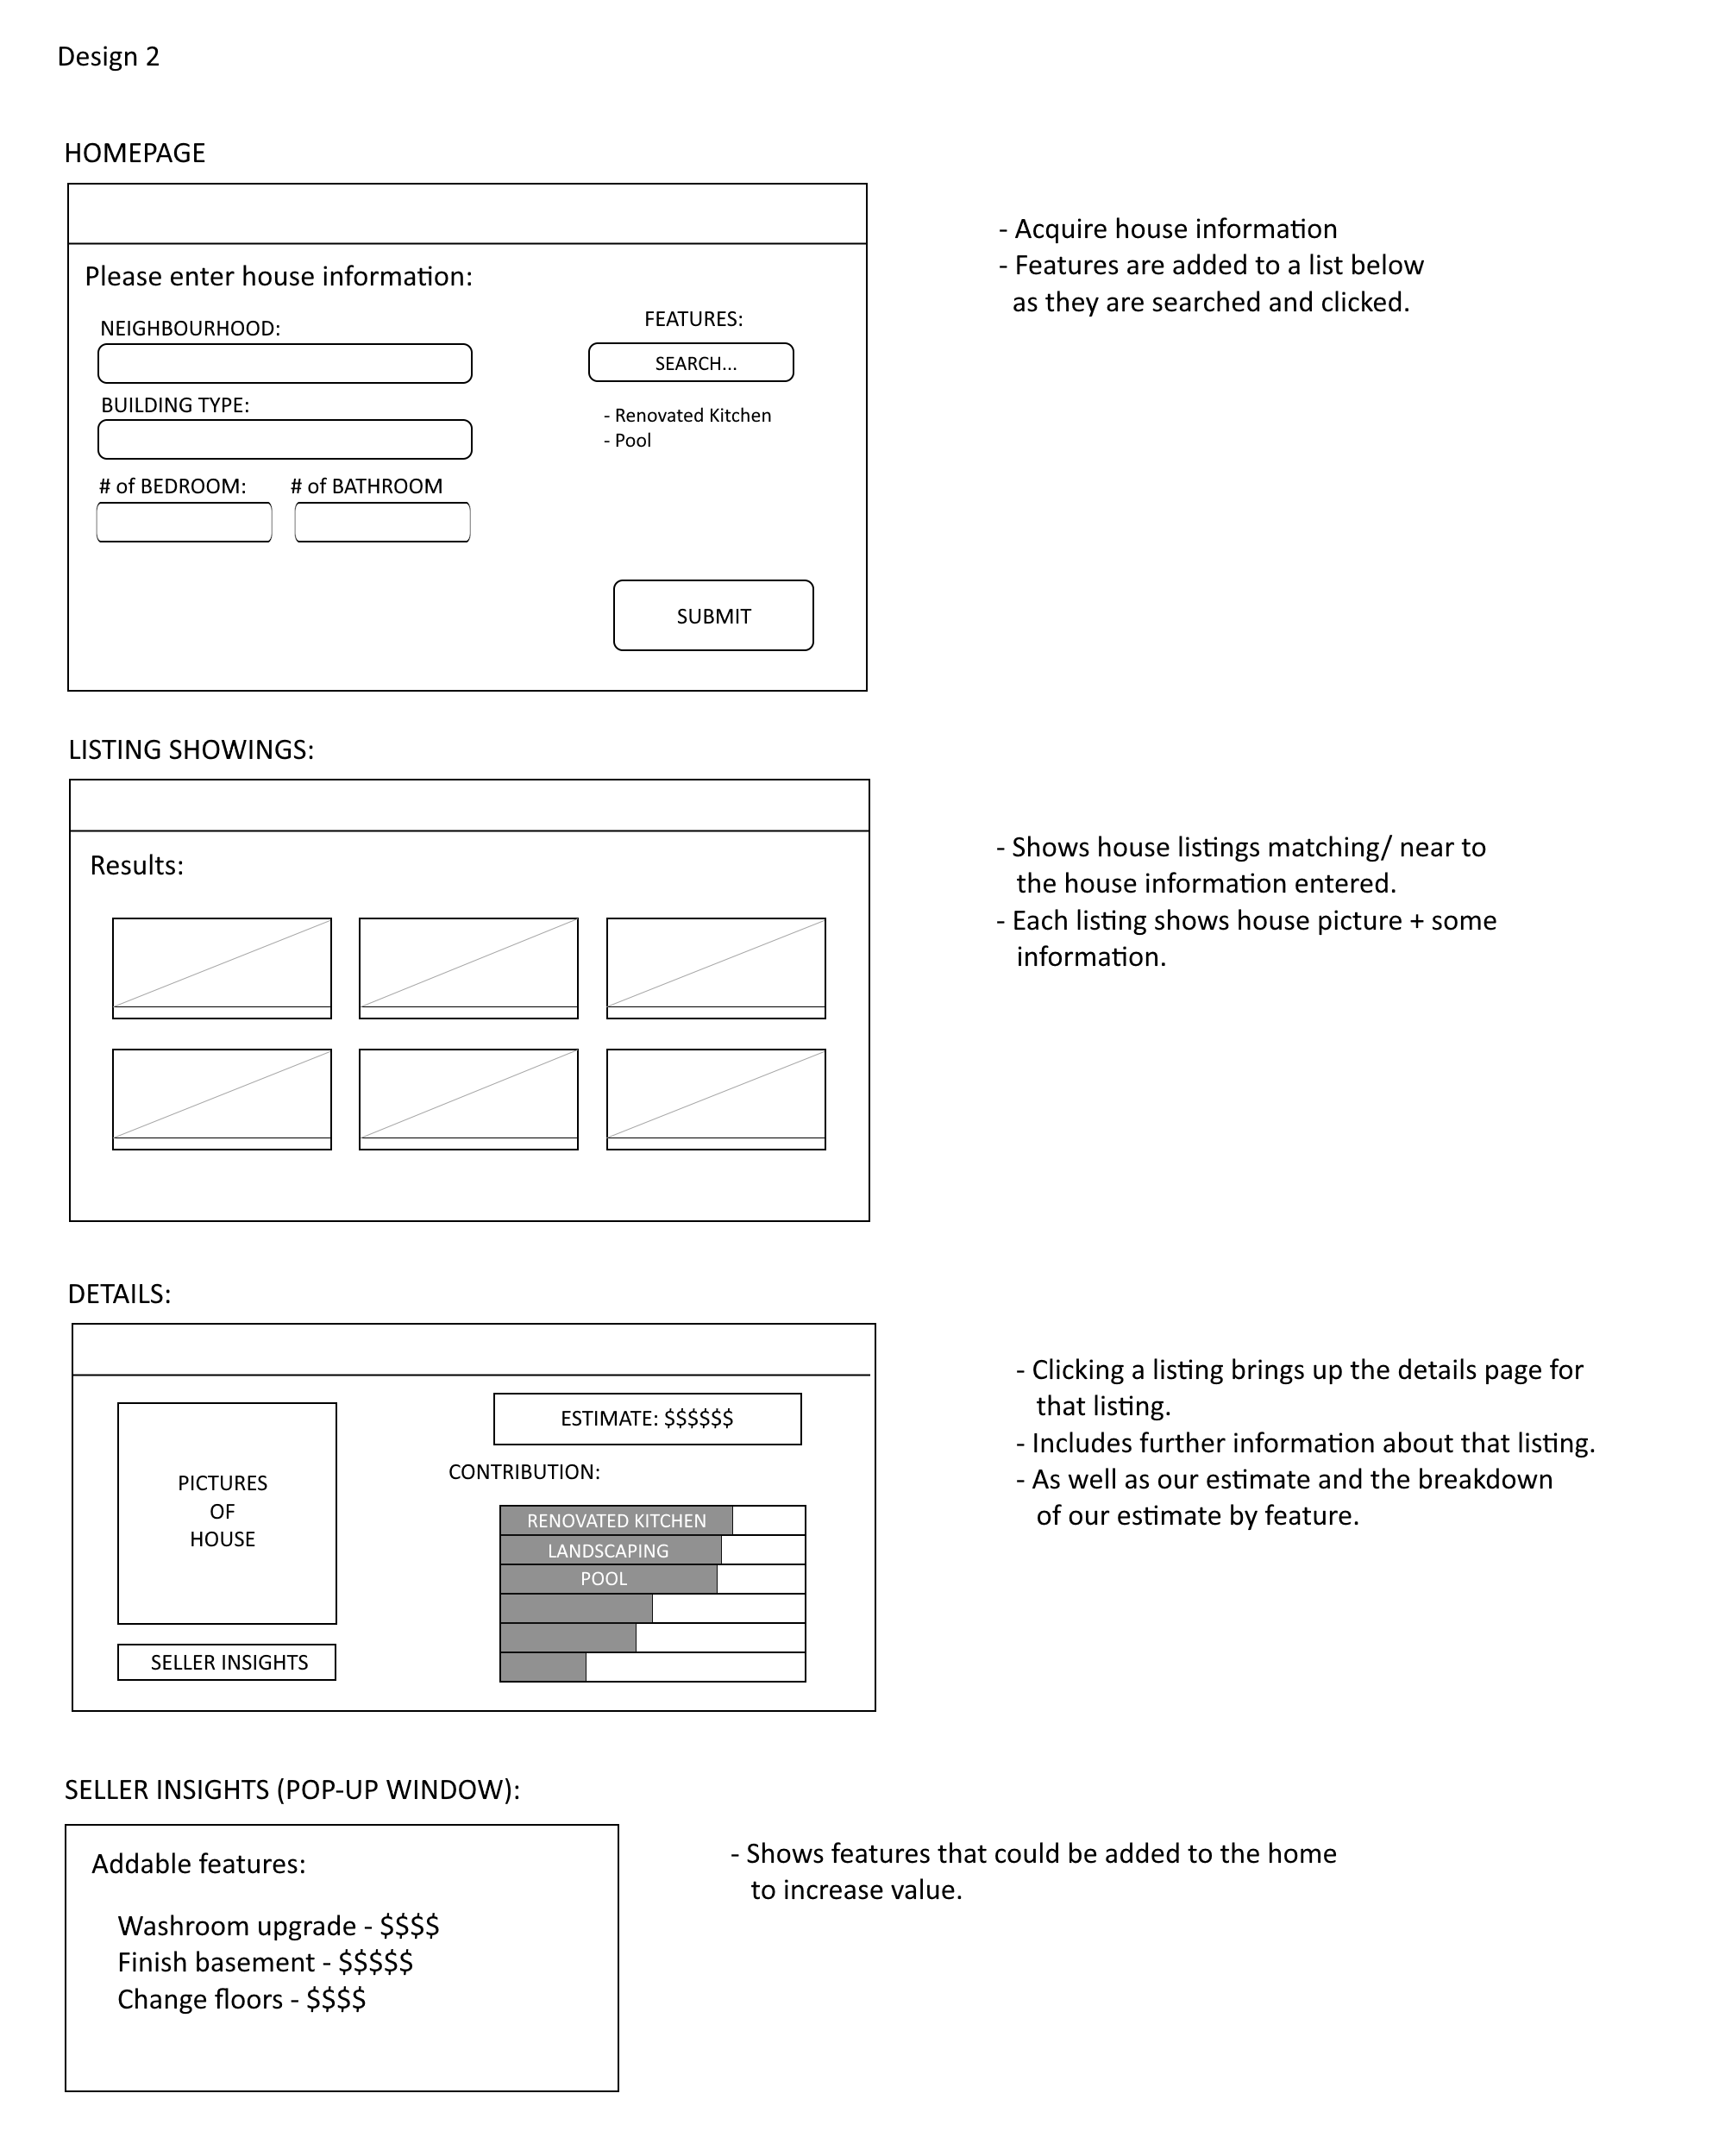 Design 2
HOMEPAGE
Please enter house information:
NEIGHBOURHOOD:
BUILDING TYPE:
# of BEDROOM:
# of BATHROOM
FEATURES:
SEARCH...
- Renovated Kitchen
- Pool
SUBMIT
- Acquire house information
- Features are added to a list below
as they are searched and clicked.
LISTING SHOWINGS:
Results:
- Shows house listings matching/ near to
the house information entered.
- Each listing shows house picture + some
information.
DETAILS:
PICTURES
OF
HOUSE
SELLER INSIGHTS
ESTIMATE: $$$$$$
CONTRIBUTION:
RENOVATED KITCHEN
LANDSCAPING
POOL
- Clicking a listing brings up the details page for
that listing.
- Includes further information about that listing.
- As well as our estimate and the breakdown
of our estimate by feature.
SELLER INSIGHTS (POP-UP WINDOW):
Addable features:
Washroom upgrade - $$$$
Finish basement - $$$$$
Change floors - $$$$
- Shows features that could be added to the home
to increase value.